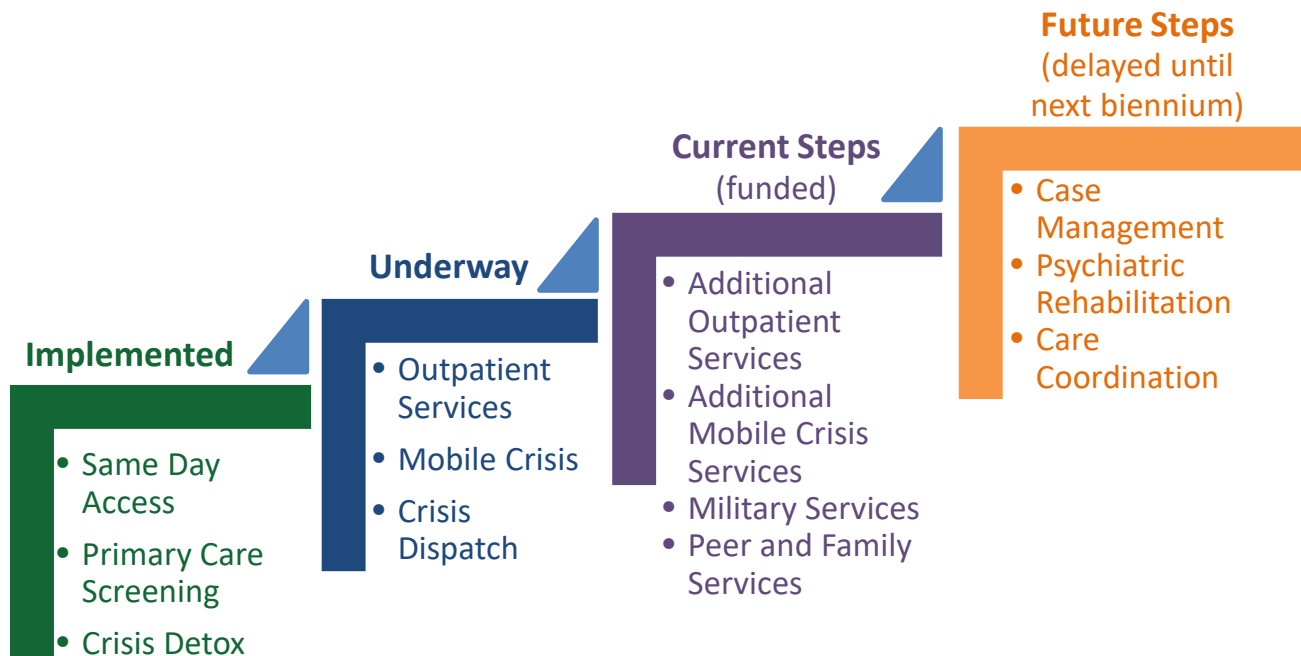 Implemented
• Same Day
Access
• Primary Care
Screening
• Crisis Detox
Underway
• Outpatient
Services
• Mobile Crisis
• Crisis
Dispatch
Current Steps
(funded)
• Additional
Outpatient
Services
• Additional
Mobile Crisis
Services
• Military Services
• Peer and Family
Services
Future Steps
(delayed until
next biennium)
• Case
Management
• Psychiatric
Rehabilitation
• Care
Coordination